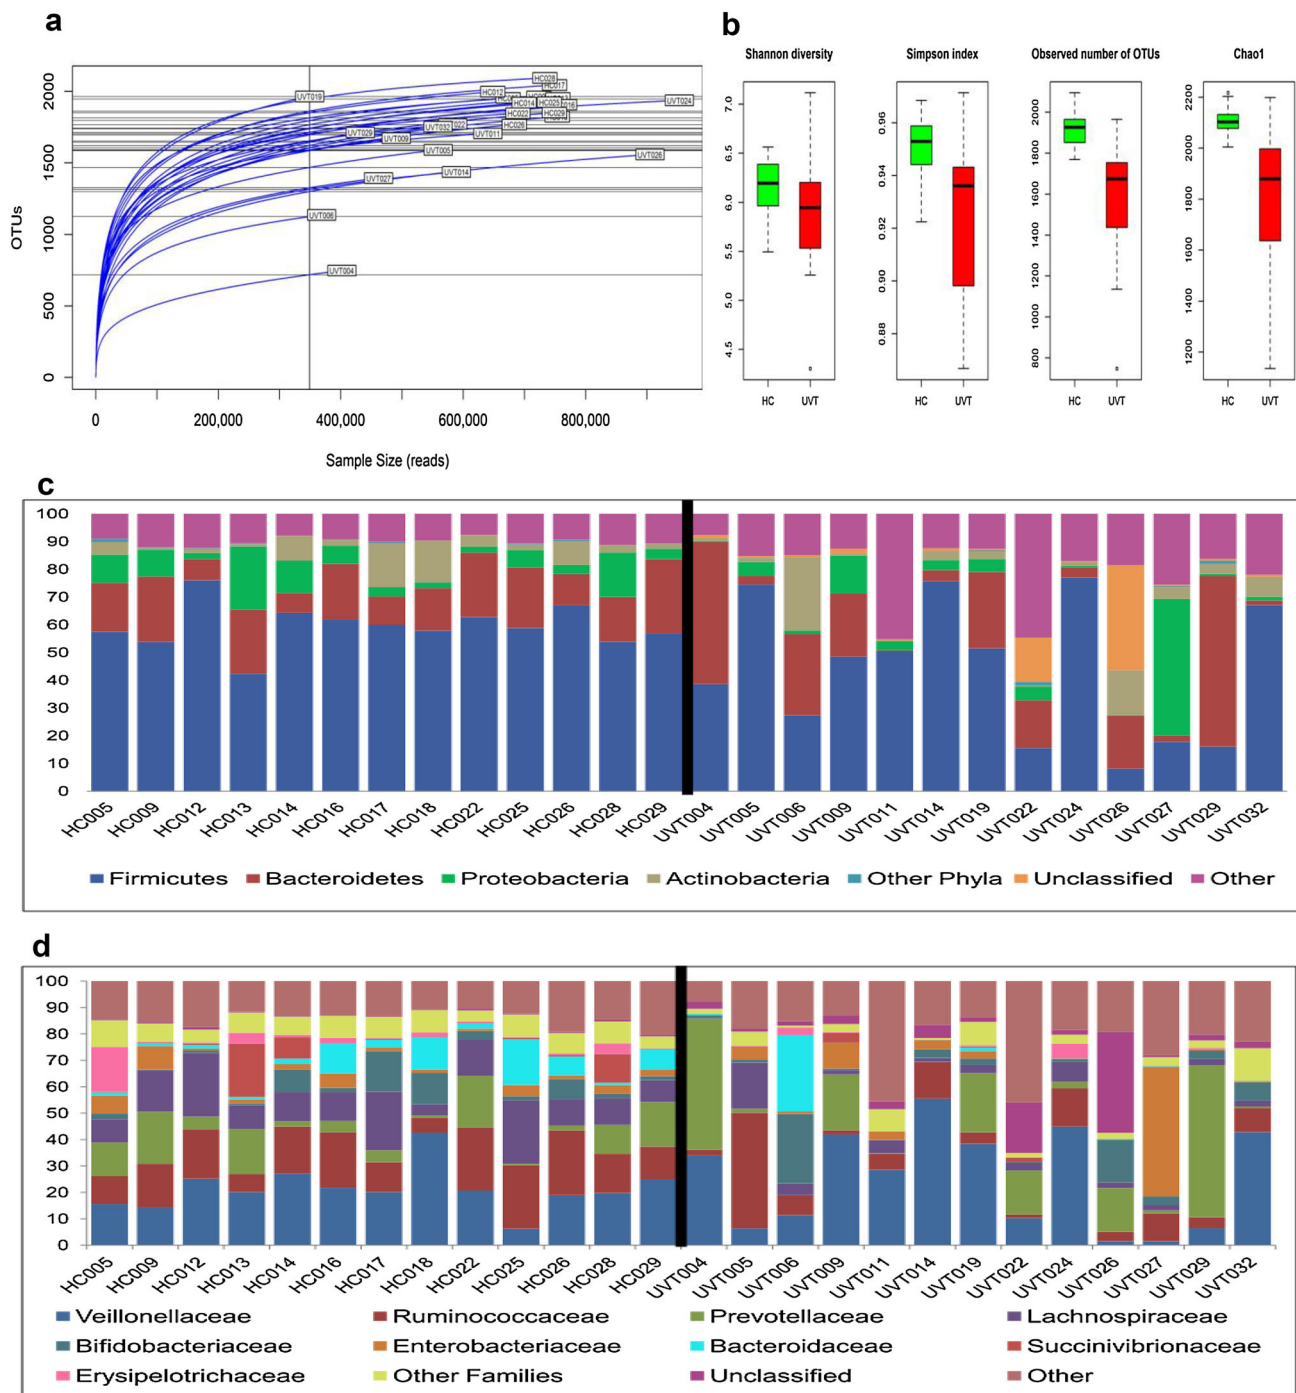 a
OTUs
2000
1500
1000
500
0
HC028
HC017
HC012
UVT019
HC014
HC025
UVT024
HC022
HC029
HC026
UVT032
UVT029
UVT011
UVT009
UVT005
UVT026
UVT014
UVT027
UVT006
UVT004
0 200,000 400,000 600,000 800,000
Sample Size (reads)
b
Shannon diversity
7.0
6.5
6.0
5.5
5.0
4.5
HC UVT
Simpson index
0.96
0.94
0.92
0.90
0.88
HC UVT
Observed number of OTUs
2000
1800
1600
1400
1200
1000
800
HC UVT
Chao1
2200
2000
1800
1600
1400
1200
HC UVT
c
100
90
80
70
60
50
40
30
20
10
0
HC005 HC009 HC012 HC013 HC014 HC016 HC017 HC018 HC022 HC025 HC026 HC028 HC029 UVT004 UVT005 UVT006 UVT009 UVT011 UVT014 UVT019 UVT022 UVT024 UVT026 UVT027 UVT029 UVT032
Firmicutes Bacteroidetes Proteobacteria Actinobacteria Other Phyla Unclassified Other
d
100
90
80
70
60
50
40
30
20
10
0
HC005 HC009 HC012 HC013 HC014 HC016 HC017 HC018 HC022 HC025 HC026 HC028 HC029 UVT004 UVT005 UVT006 UVT009 UVT011 UVT014 UVT019 UVT022 UVT024 UVT026 UVT027 UVT029 UVT032
Veillonellaceae Ruminococcaceae Prevotellaceae Lachnospiraceae
Bifidobacteriaceae Enterobacteriaceae Bacteroidaceae Succinivibrionaceae
Erysipelotrichaceae Other Families Unclassified Other